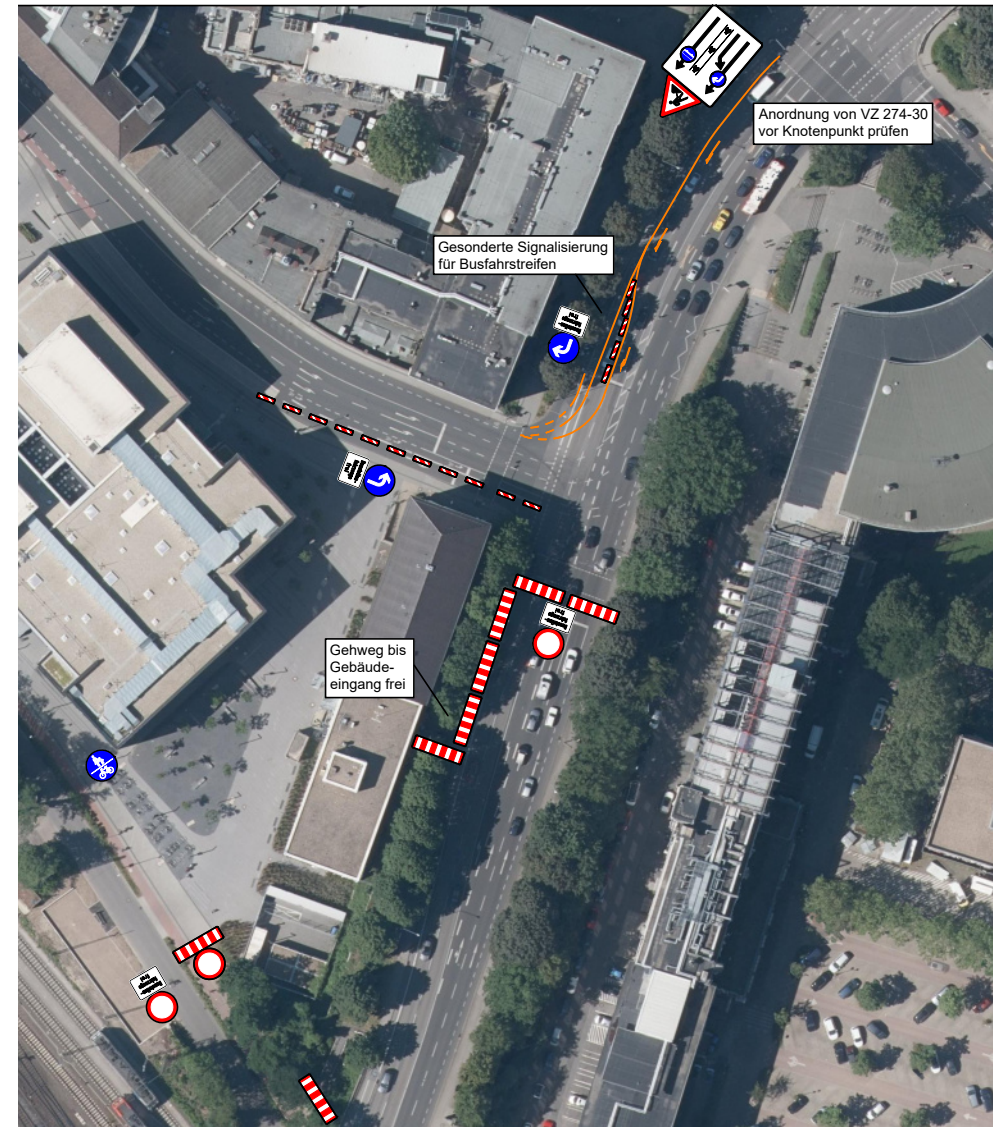 Anordnung von VZ 274-30
vor Knotenpunkt prüfen
Gesonderte Signalisierung
für Busfahrstreifen
Gehweg bis
Gebäude-
eingang frei